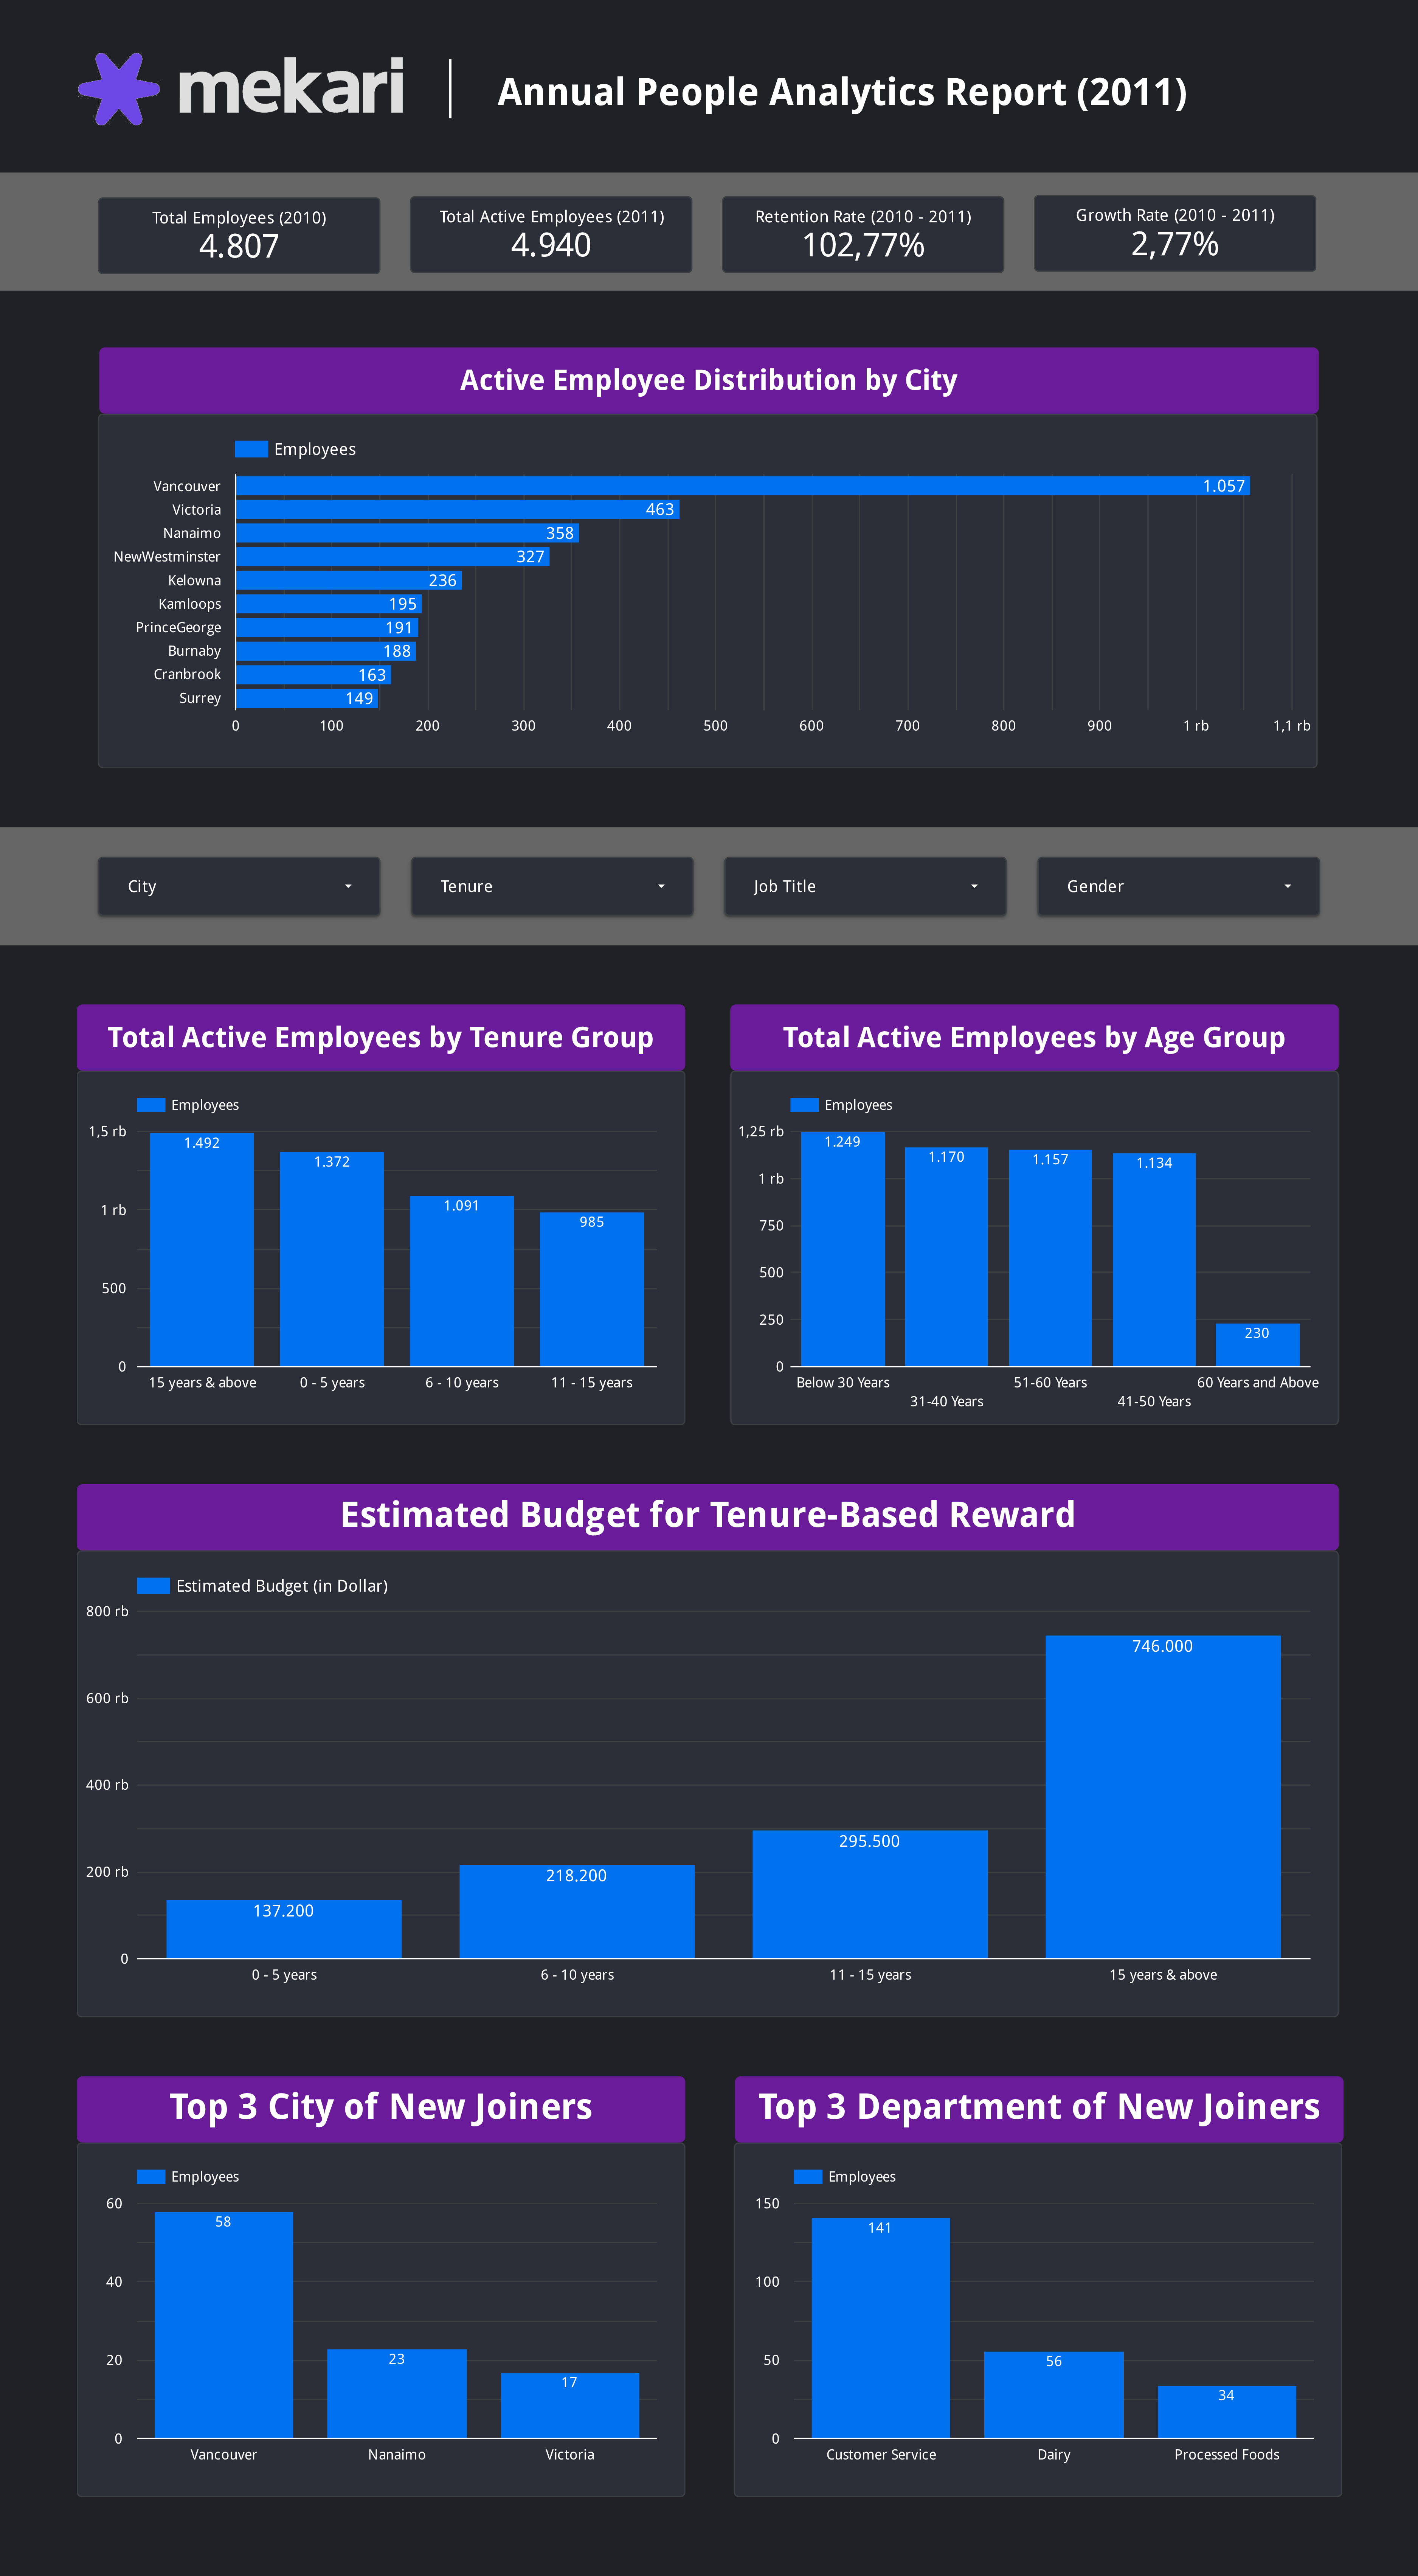 mekari
Annual People Analytics Report (2011)
Total Employees (2010)
4.807
Total Active Employees (2011)
4.940
Retention Rate (2010 - 2011)
102,77%
Growth Rate (2010 - 2011)
2,77%
Active Employee Distribution by City
Employees
Vancouver 1.057
Victoria 463
Nanaimo 358
NewWestminster 327
Kelowna 236
Kamloops 195
PrinceGeorge 191
Burnaby 188
Cranbrook 163
Surrey 149
0 100 200 300 400 500 600 700 800 900 1 rb 1,1 rb
City
Tenure
Job Title
Gender
Total Active Employees by Tenure Group
Employees
1,5 rb
1 rb
500
0
1.492
1.372
1.091
985
15 years & above
0 - 5 years
6 - 10 years
11 - 15 years
Total Active Employees by Age Group
Employees
1,25 rb
1 rb
750
500
250
0
1.249
1.170
1.157
1.134
230
Below 30 Years
31-40 Years
51-60 Years
41-50 Years
60 Years and Above
Estimated Budget for Tenure-Based Reward
Estimated Budget (in Dollar)
800 rb
600 rb
400 rb
200 rb
0
137.200
218.200
295.500
746.000
0 - 5 years
6 - 10 years
11 - 15 years
15 years & above
Top 3 City of New Joiners
Employees
60
40
20
0
58
23
17
Vancouver
Nanaimo
Victoria
Top 3 Department of New Joiners
Employees
150
100
50
0
141
56
34
Customer Service
Dairy
Processed Foods